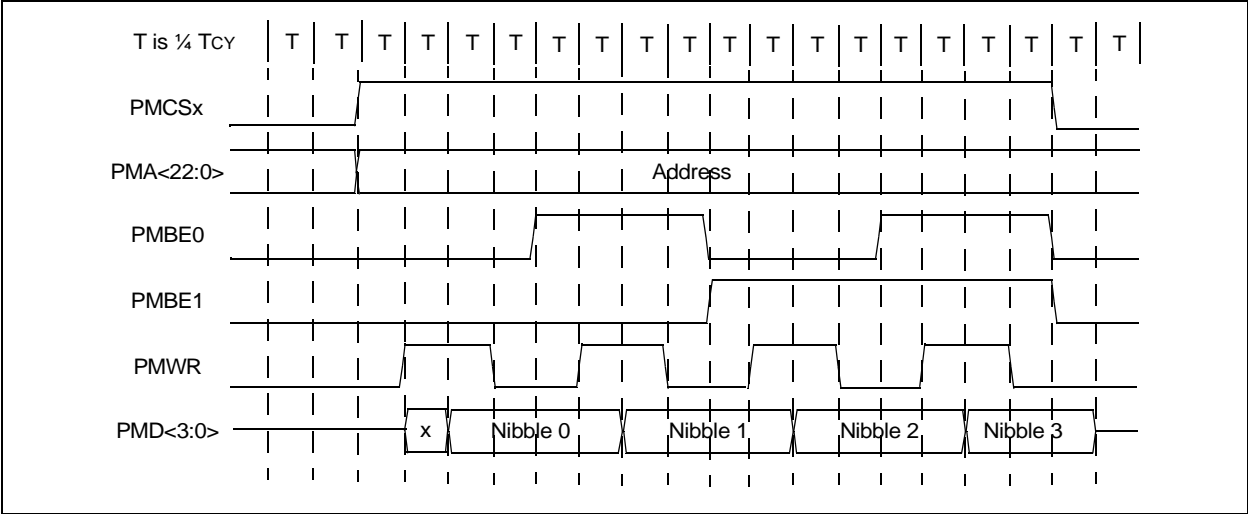 T is ¼ TCY T T T T T T T T T T T T T T T T T T T T
PMCSx
PMA<22:0> Address
PMBE0
PMBE1
PMWR
PMD<3:0> x Nibble 0 Nibble 1 Nibble 2 Nibble 3